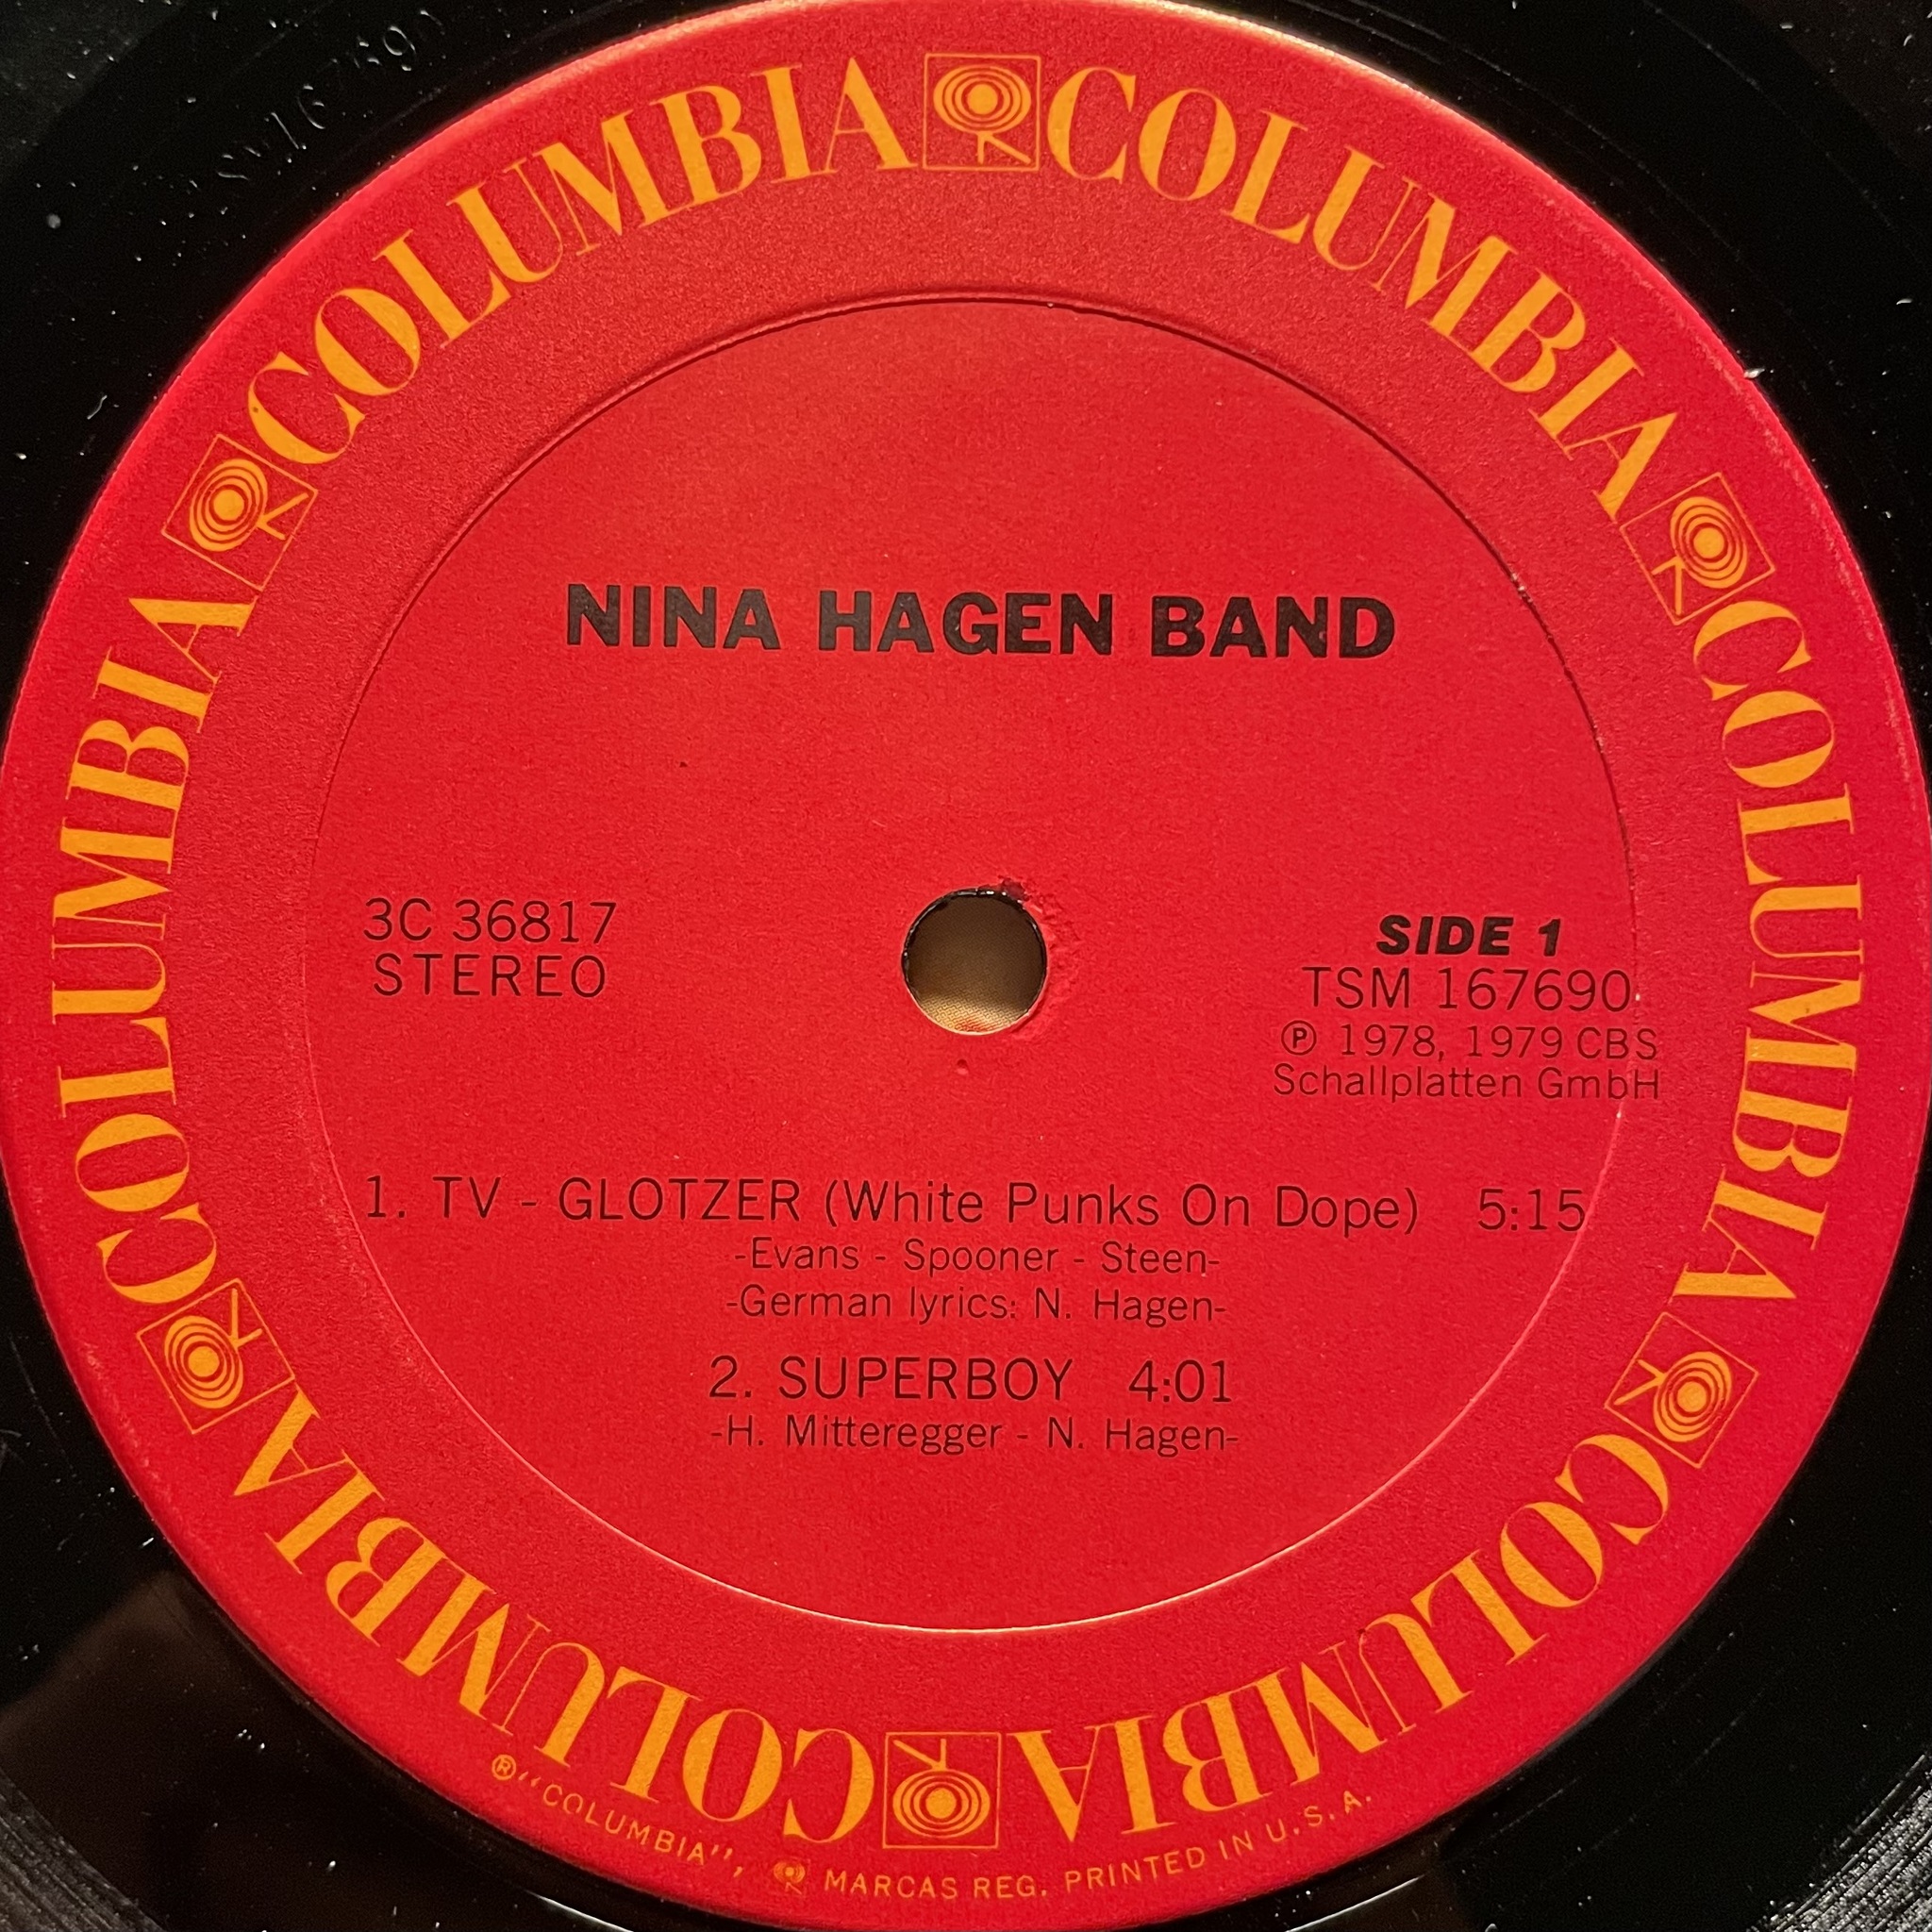 COLUMBIA COLUMBIA COLUMBIA COLUMBIA COLUMBIA COLUMBIA
NINA HAGEN BAND
3C 36817
STEREO
SIDE 1
TSM 167690
Ⓟ 1978, 1979 CBS
Schallplatten GmbH
1. TV - GLOTZER (White Punks On Dope) 5:15
-Evans - Spooner - Steen-
-German lyrics: N. Hagen-
2. SUPERBOY 4:01
-H. Mitteregger - N. Hagen-
® "COLUMBIA", MARCAS REG. PRINTED IN U.S.A.